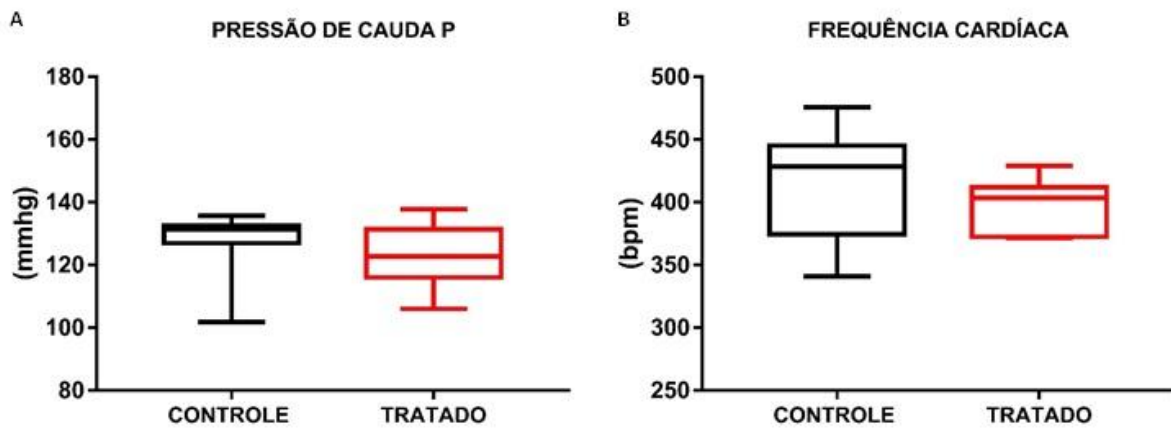 A
PRESSÃO DE CAUDA P
(mmhg)
180
160
140
120
100
80
CONTROLE TRATADO
B
FREQUÊNCIA CARDÍACA
(bpm)
500
450
400
350
300
250
CONTROLE TRATADO